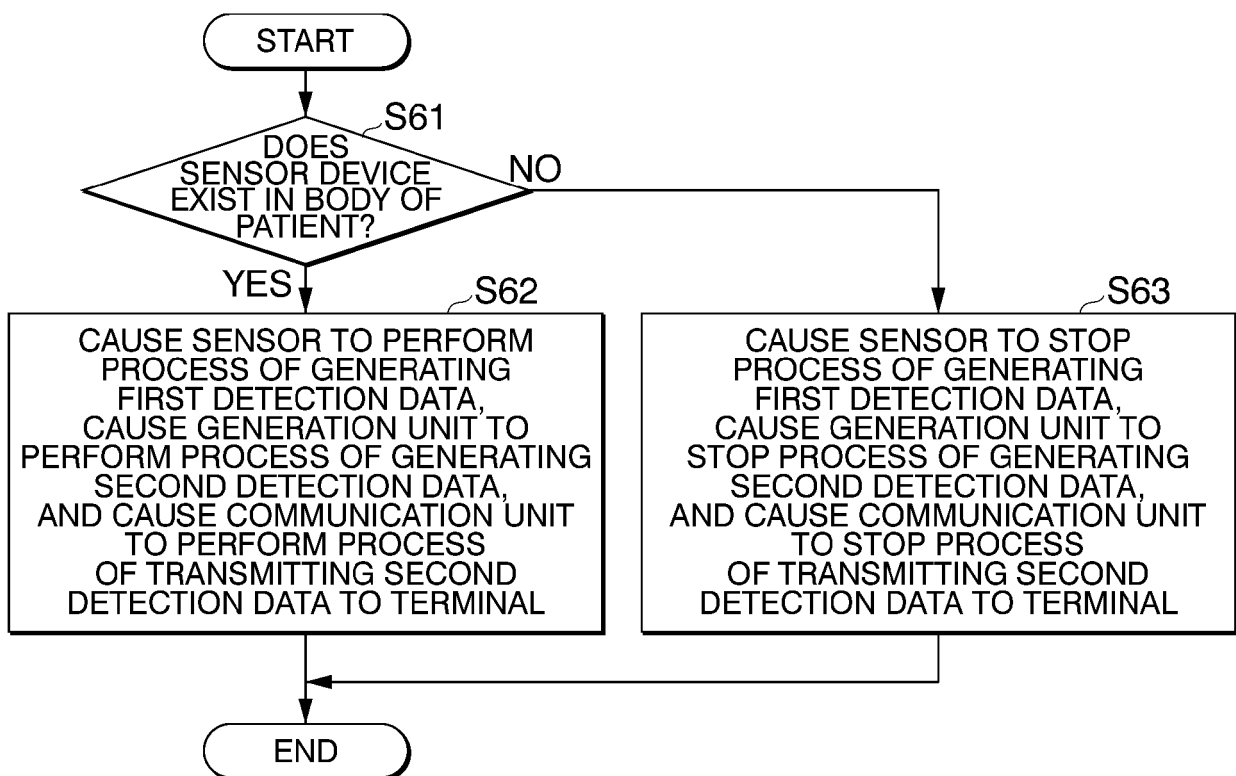 START
S61
DOES
SENSOR DEVICE
EXIST IN BODY OF
PATIENT?
NO
YES
S62
CAUSE SENSOR TO PERFORM
PROCESS OF GENERATING
FIRST DETECTION DATA,
CAUSE GENERATION UNIT TO
PERFORM PROCESS OF GENERATING
SECOND DETECTION DATA,
AND CAUSE COMMUNICATION UNIT
TO PERFORM PROCESS
OF TRANSMITTING SECOND
DETECTION DATA TO TERMINAL
S63
CAUSE SENSOR TO STOP
PROCESS OF GENERATING
FIRST DETECTION DATA,
CAUSE GENERATION UNIT TO
STOP PROCESS OF GENERATING
SECOND DETECTION DATA,
AND CAUSE COMMUNICATION UNIT
TO STOP PROCESS
OF TRANSMITTING SECOND
DETECTION DATA TO TERMINAL
END